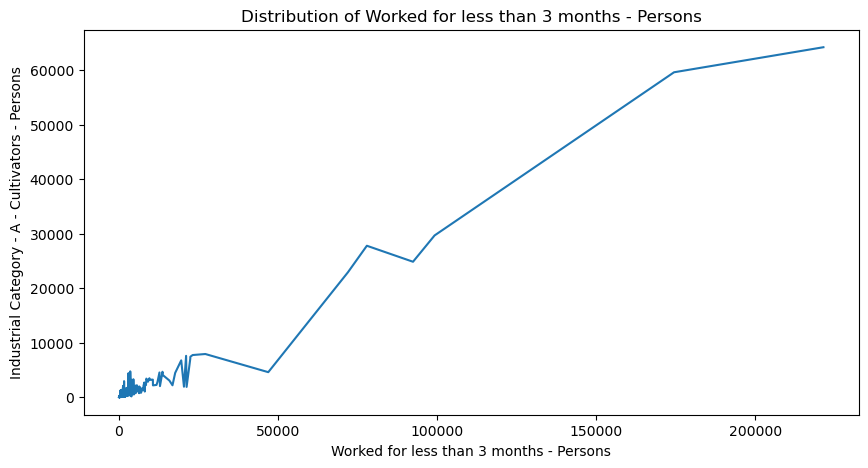 Distribution of Worked for less than 3 months - Persons
Industrial Category - A - Cultivators - Persons
60000
50000
40000
30000
20000
10000
0
0 50000 100000 150000 200000
Worked for less than 3 months - Persons